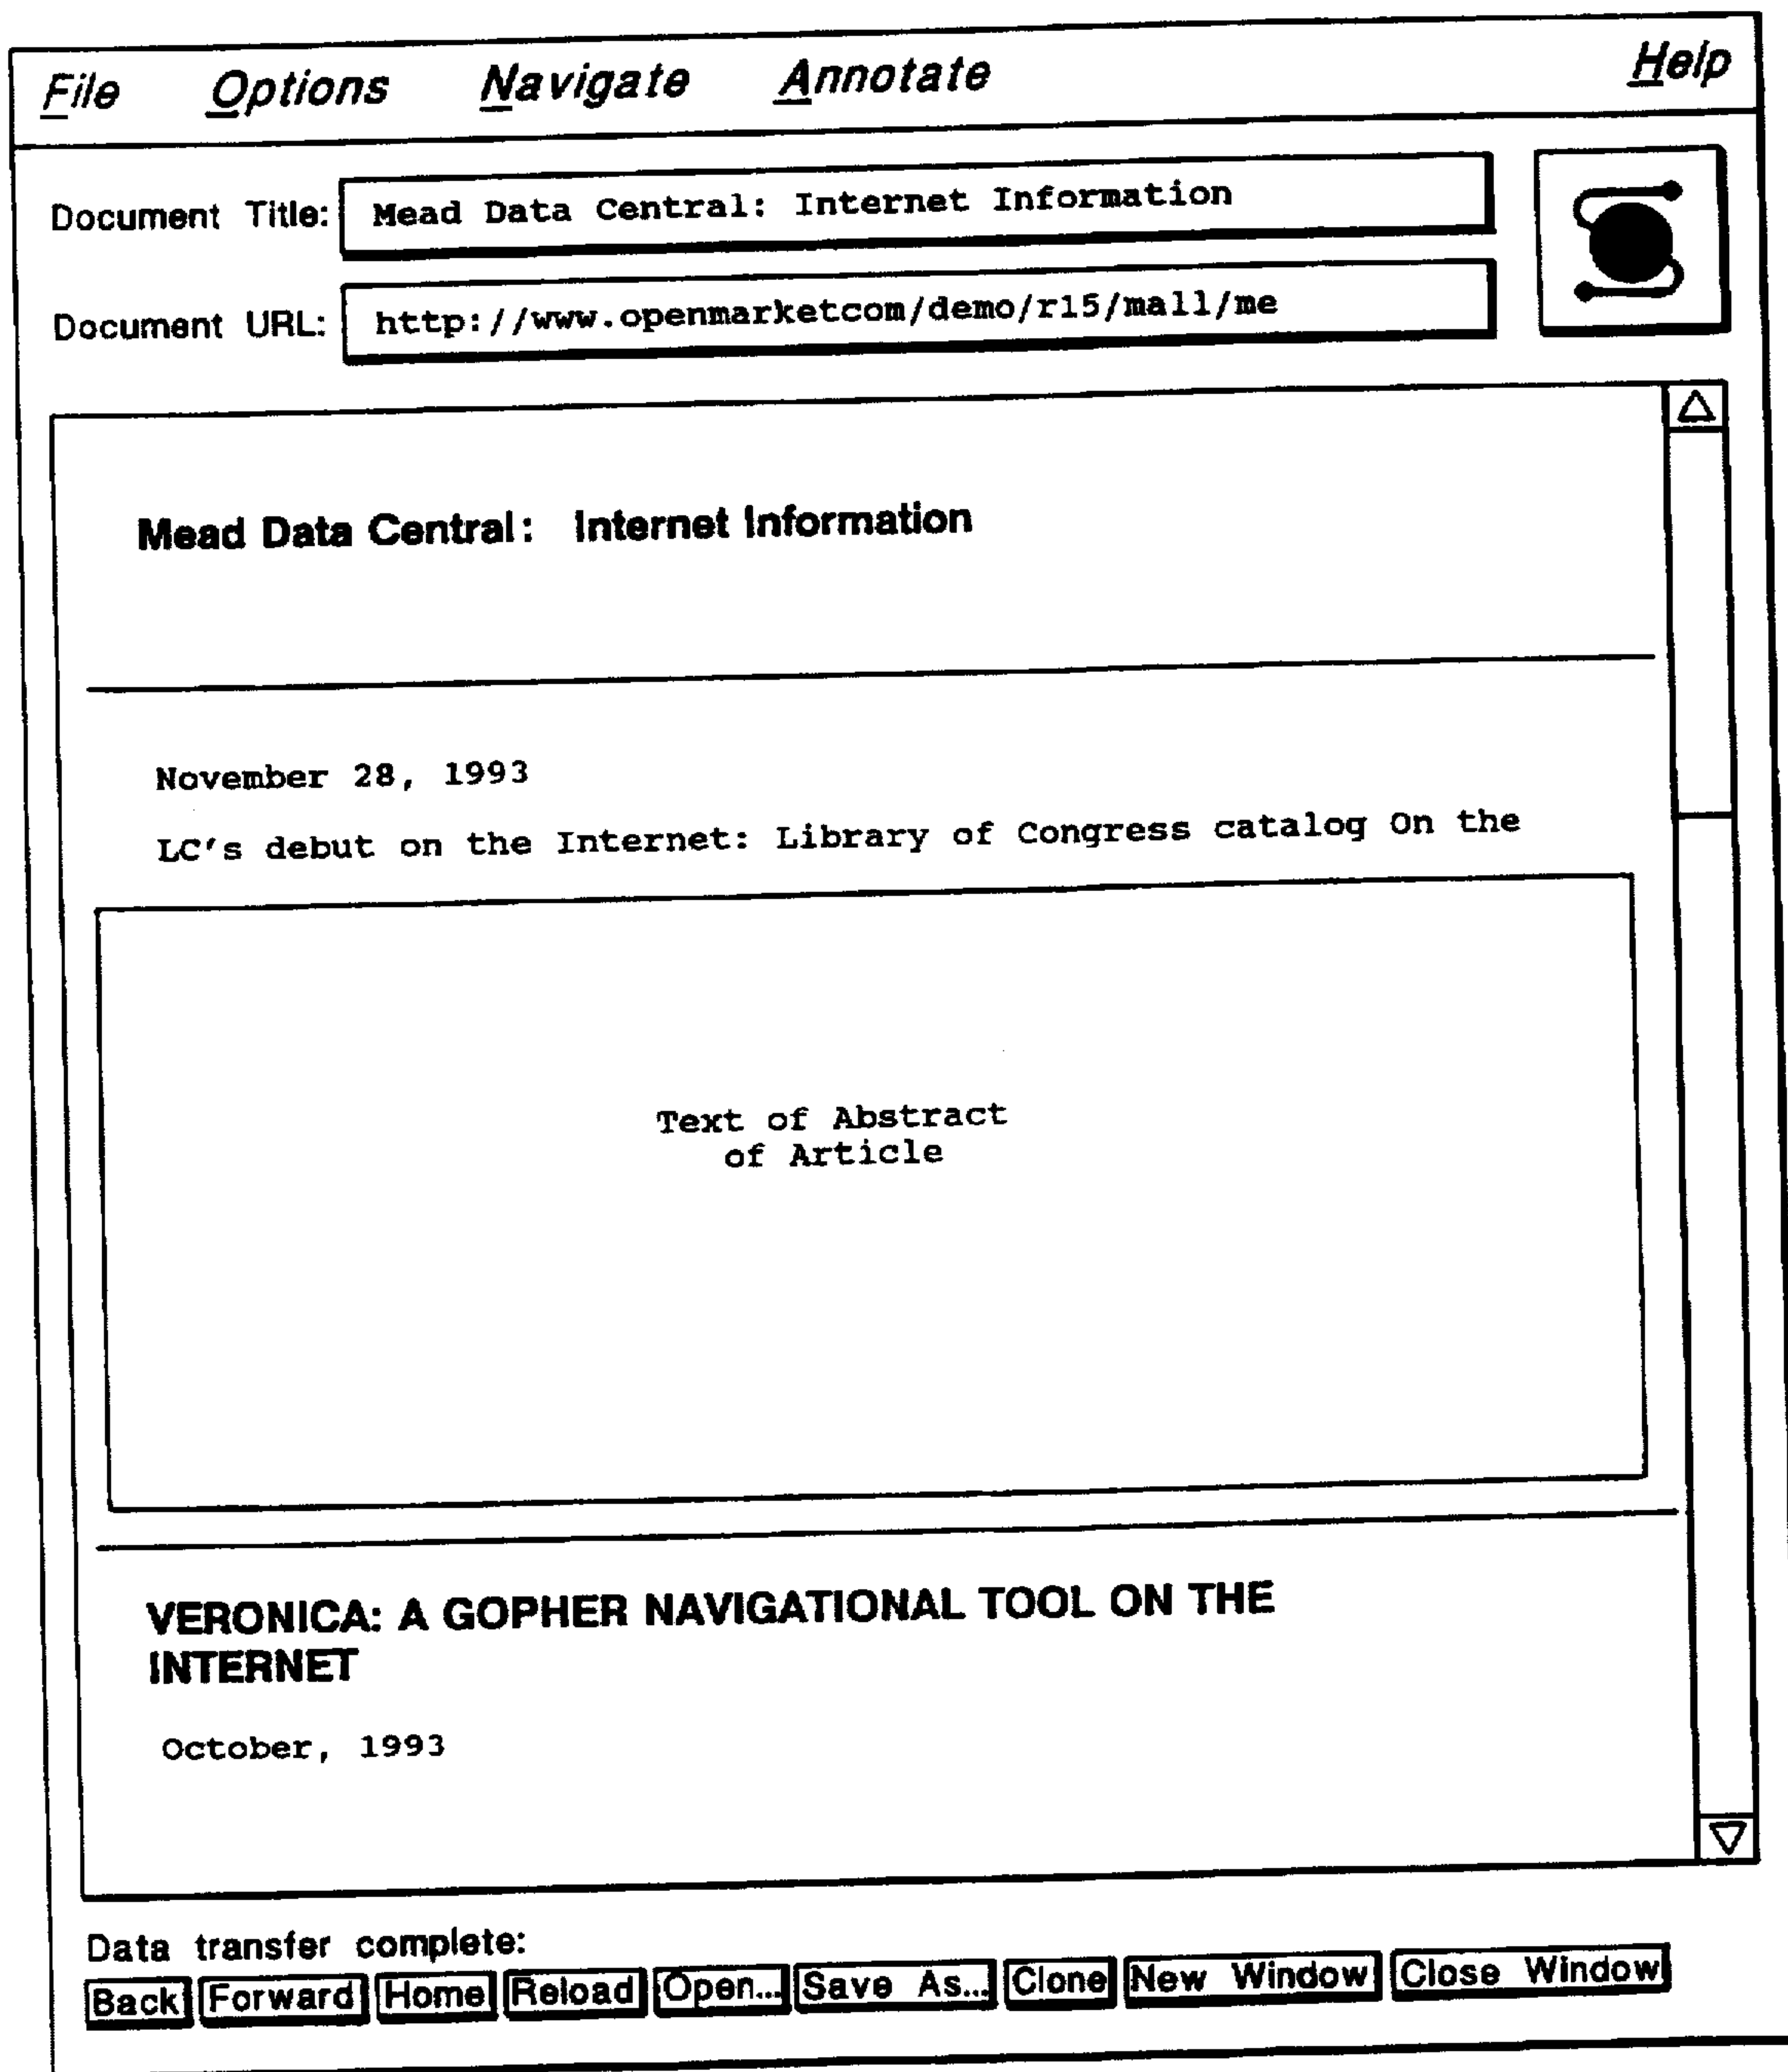 File Options Navigate Annotate Help
Document Title: Mead Data Central: Internet Information
Document URL: http://www.openmarketcom/demo/r15/mall/me
Mead Data Central: Internet Information
November 28, 1993
LC's debut on the Internet: Library of Congress catalog On the
Text of Abstract
of Article
VERONICA: A GOPHER NAVIGATIONAL TOOL ON THE
INTERNET
October, 1993
Data transfer complete:
Back Forward Home Reload Open... Save As... Clone New Window Close Window